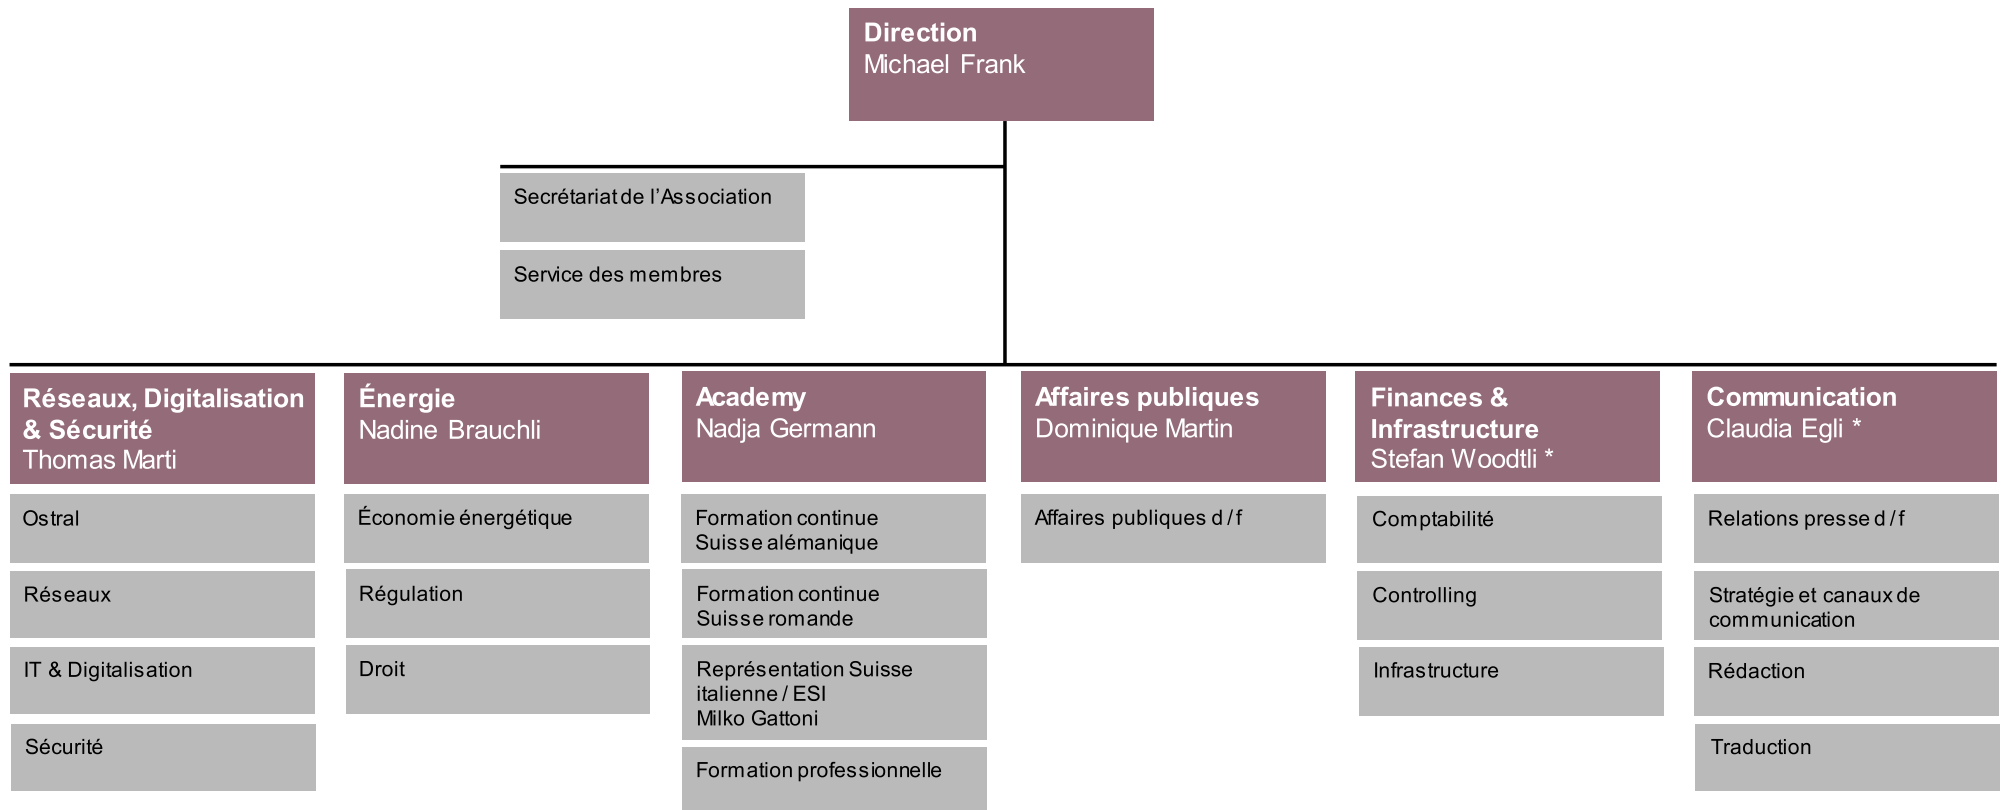 Direction
Michael Frank
Secrétariat de l’Association
Service des membres
Réseaux, Digitalisation
& Sécurité
Thomas Marti
Ostral
Réseaux
IT & Digitalisation
Sécurité
Énergie
Nadine Brauchli
Économie énergétique
Régulation
Droit
Academy
Nadja Germann
Formation continue
Suisse alémanique
Formation continue
Suisse romande
Représentation Suisse
italienne / ESI
Milko Gattoni
Formation professionnelle
Affaires publiques
Dominique Martin
Affaires publiques d / f
Finances &
Infrastructure
Stefan Woodtli *
Comptabilité
Controlling
Infrastructure
Communication
Claudia Egli *
Relations presse d / f
Stratégie et canaux de
communication
Rédaction
Traduction